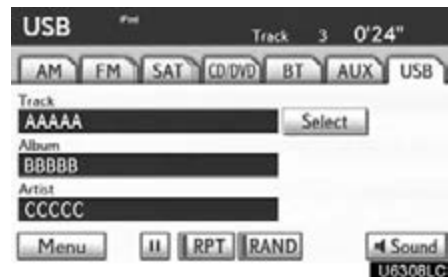 USB iPod Track 3 0'24"
AM FM SAT CD/DVD BT AUX USB
Track
AAAAA Select
Album
BBBBB
Artist
CCCCC
Menu RPT RAND Sound
U6308LC